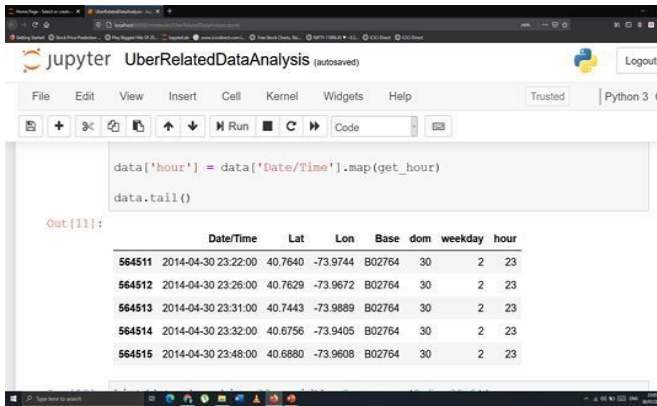 jupyter UberRelatedDataAnalysis (autosaved)
Logout
File Edit View Insert Cell Kernel Widgets Help
Trusted
Python 3
Run
Code
data['hour'] = data['Date/Time'].map(get_hour)
data.tail()
Out[11]:
Date/Time Lat Lon Base dom weekday hour
564511 2014-04-30 23:22:00 40.7640 -73.9744 B02764 30 2 23
564512 2014-04-30 23:26:00 40.7629 -73.9672 B02764 30 2 23
564513 2014-04-30 23:31:00 40.7443 -73.9889 B02764 30 2 23
564514 2014-04-30 23:32:00 40.6756 -73.9405 B02764 30 2 23
564515 2014-04-30 23:48:00 40.6880 -73.9608 B02764 30 2 23
Type here to search